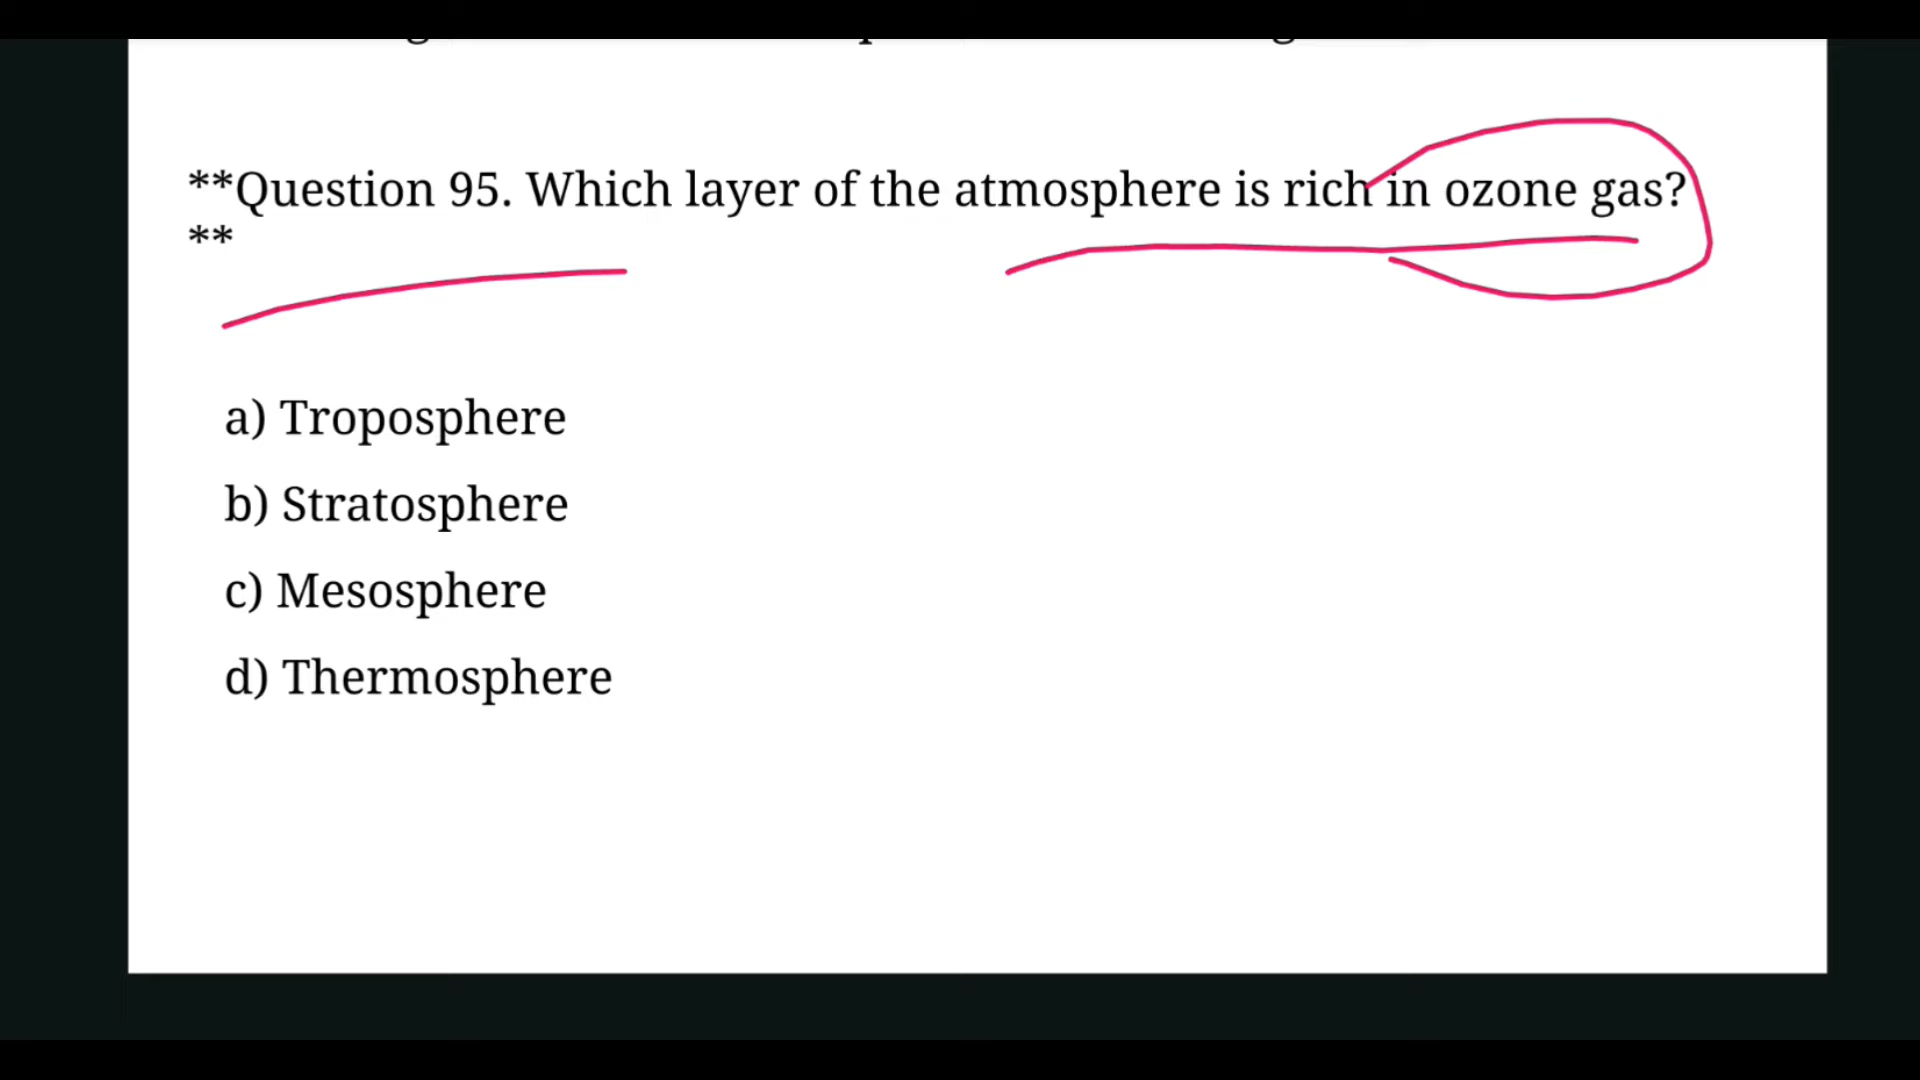 **Question 95. Which layer of the atmosphere is rich in ozone gas?
**
a) Troposphere
b) Stratosphere
c) Mesosphere
d) Thermosphere